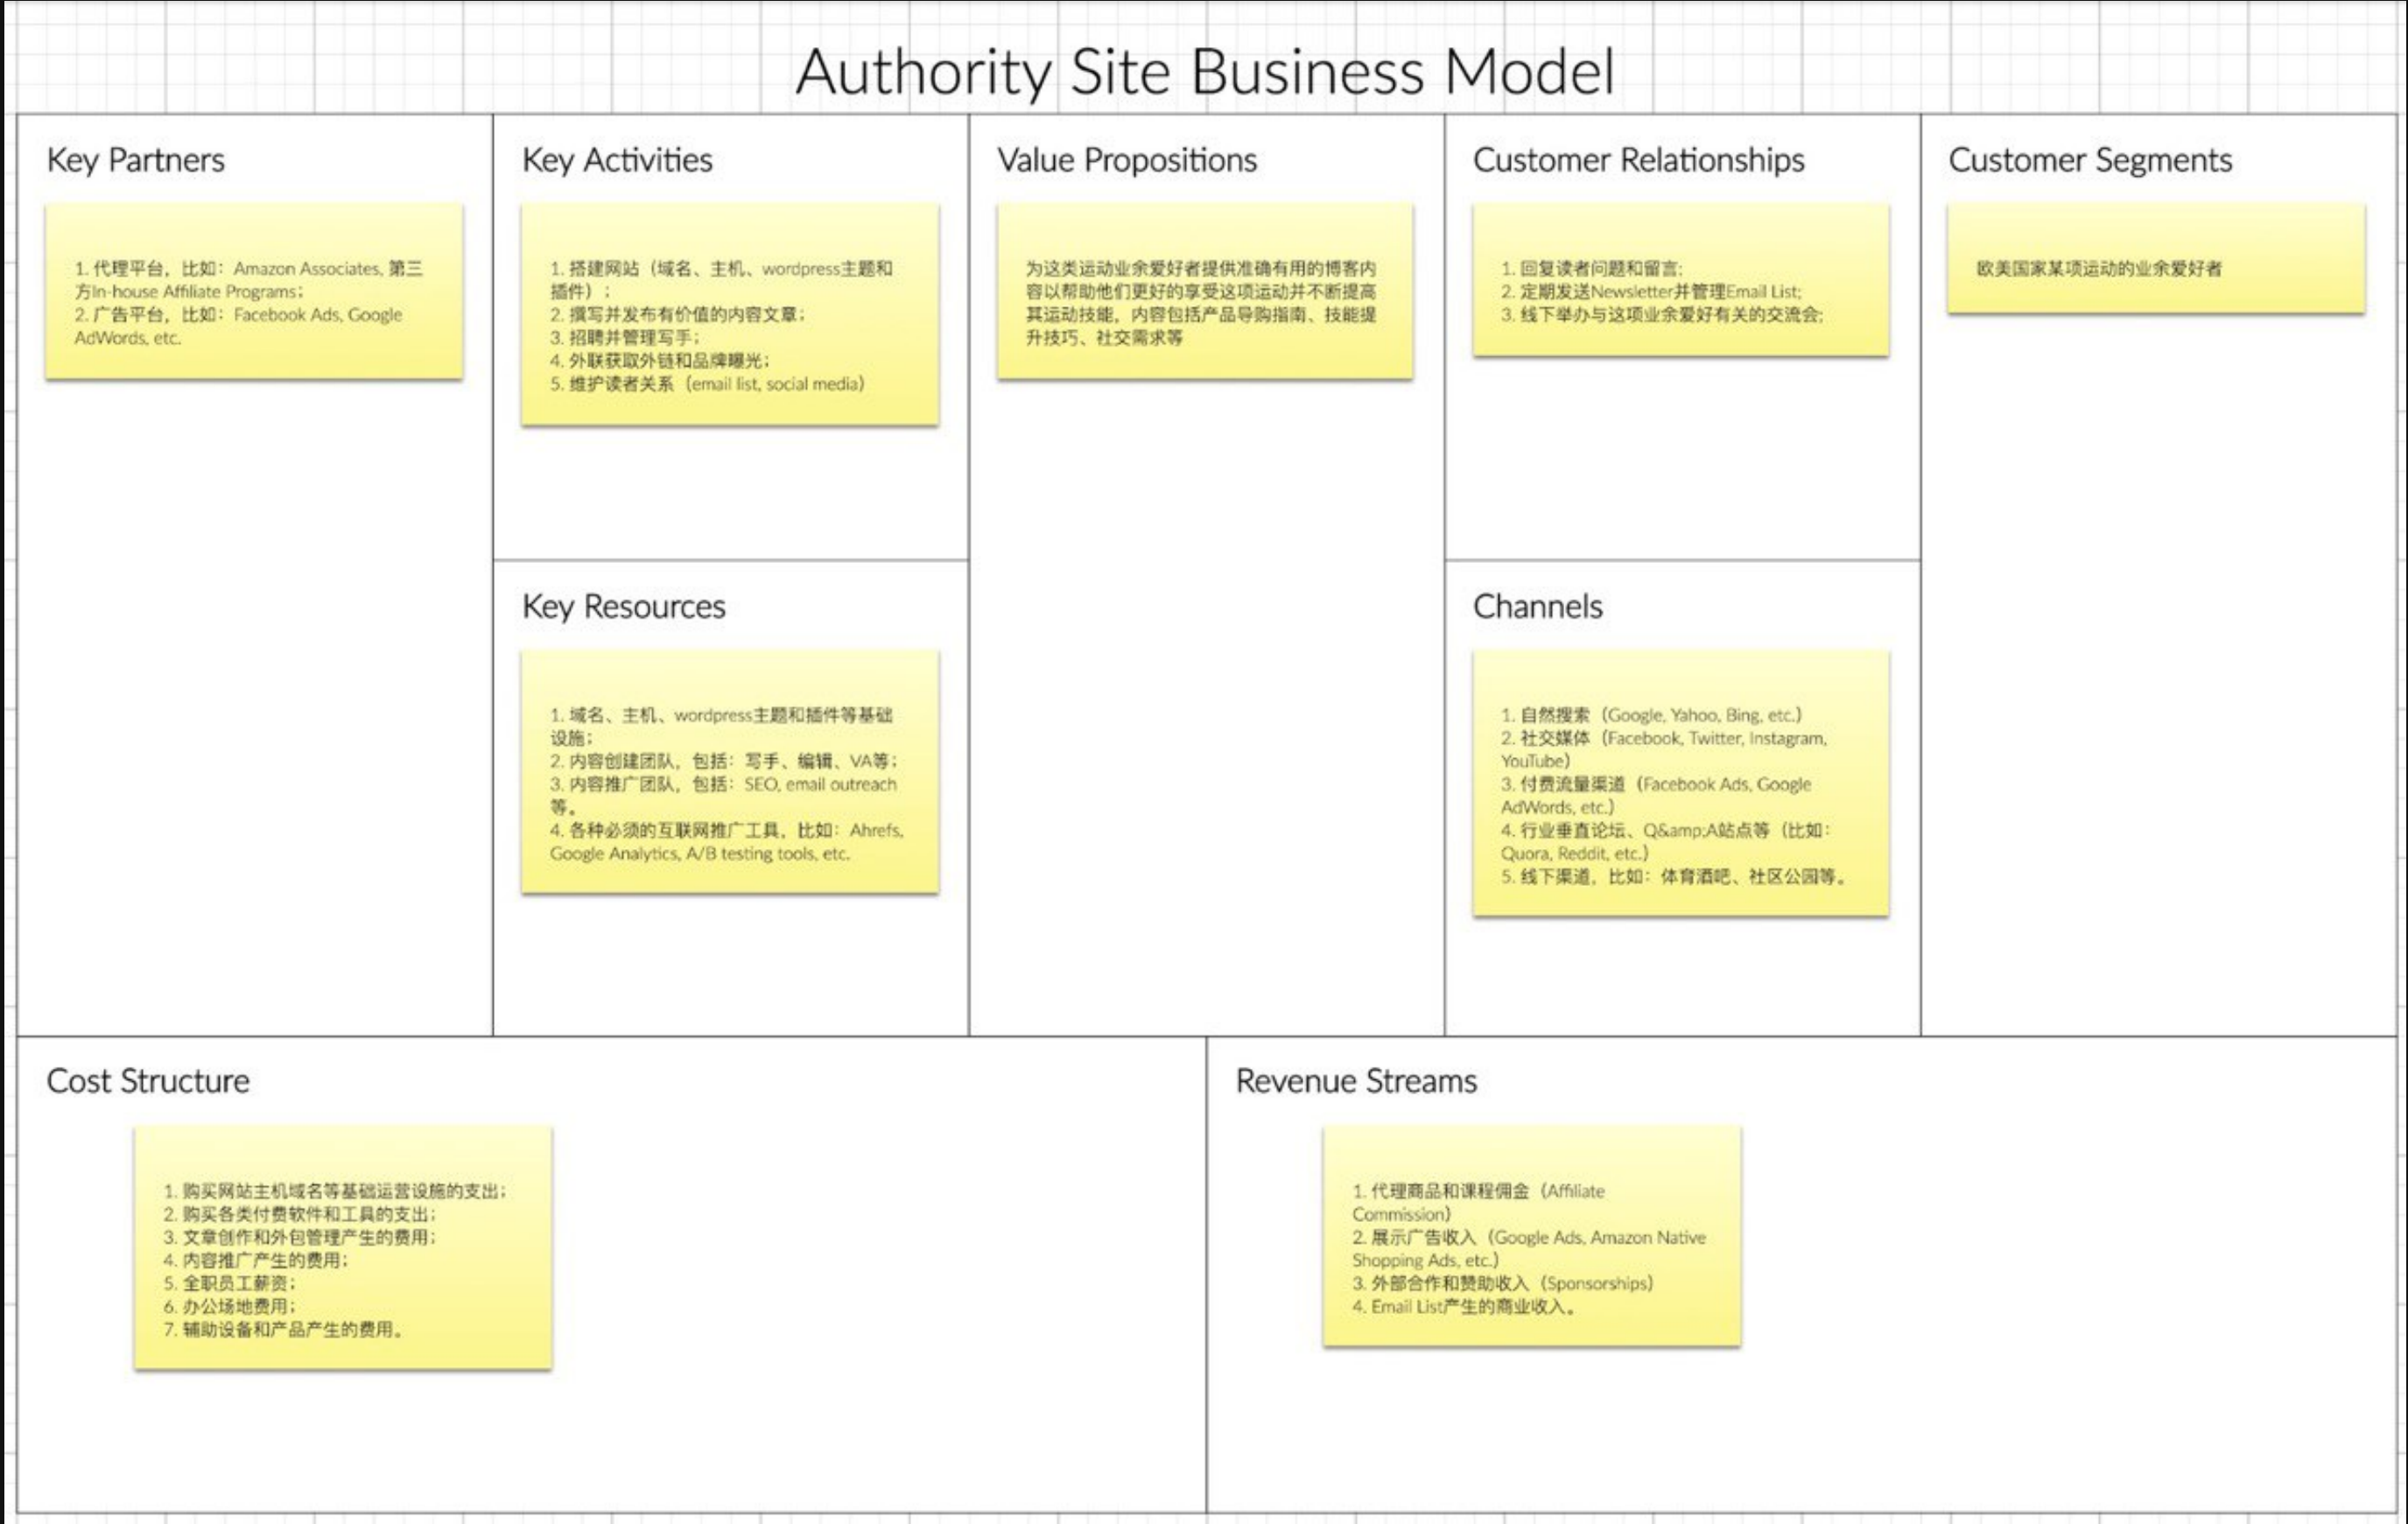 Authority Site Business Model
Key Partners
1. 代理平台，比如：Amazon Associates, 第三
方In-house Affiliate Programs；
2. 广告平台，比如：Facebook Ads, Google
AdWords, etc.
Key Activities
1. 搭建网站（域名、主机、wordpress主题和
插件）；
2. 撰写并发布有价值的内容文章；
3. 招聘并管理写手；
4. 外联获取外链和品牌曝光；
5. 维护读者关系（email list, social media）
Key Resources
1. 域名、主机、wordpress主题和插件等基础
设施；
2. 内容创建团队，包括：写手、编辑、VA等；
3. 内容推广团队，包括：SEO, email outreach
等。
4. 各种必须的互联网推广工具，比如：Ahrefs,
Google Analytics, A/B testing tools, etc.
Value Propositions
为这类运动业余爱好者提供准确有用的博客内
容以帮助他们更好的享受这项运动并不断提高
其运动技能，内容包括产品导购指南、技能提
升技巧、社交需求等
Customer Relationships
1. 回复读者问题和留言;
2. 定期发送Newsletter并管理Email List;
3. 线下举办与这项业余爱好有关的交流会;
Channels
1. 自然搜索（Google, Yahoo, Bing, etc.）
2. 社交媒体（Facebook, Twitter, Instagram,
YouTube）
3. 付费流量渠道（Facebook Ads, Google
AdWords, etc.）
4. 行业垂直论坛、Q&amp;A站点等（比如：
Quora, Reddit, etc.）
5. 线下渠道，比如：体育酒吧、社区公园等。
Customer Segments
欧美国家某项运动的业余爱好者
Cost Structure
1. 购买网站主机域名等基础运营设施的支出；
2. 购买各类付费软件和工具的支出；
3. 文章创作和外包管理产生的费用；
4. 内容推广产生的费用；
5. 全职员工薪资；
6. 办公场地费用；
7. 辅助设备和产品产生的费用。
Revenue Streams
1. 代理商品和课程佣金（Affiliate
Commission）
2. 展示广告收入（Google Ads, Amazon Native
Shopping Ads, etc.）
3. 外部合作和赞助收入（Sponsorships）
4. Email List产生的商业收入。